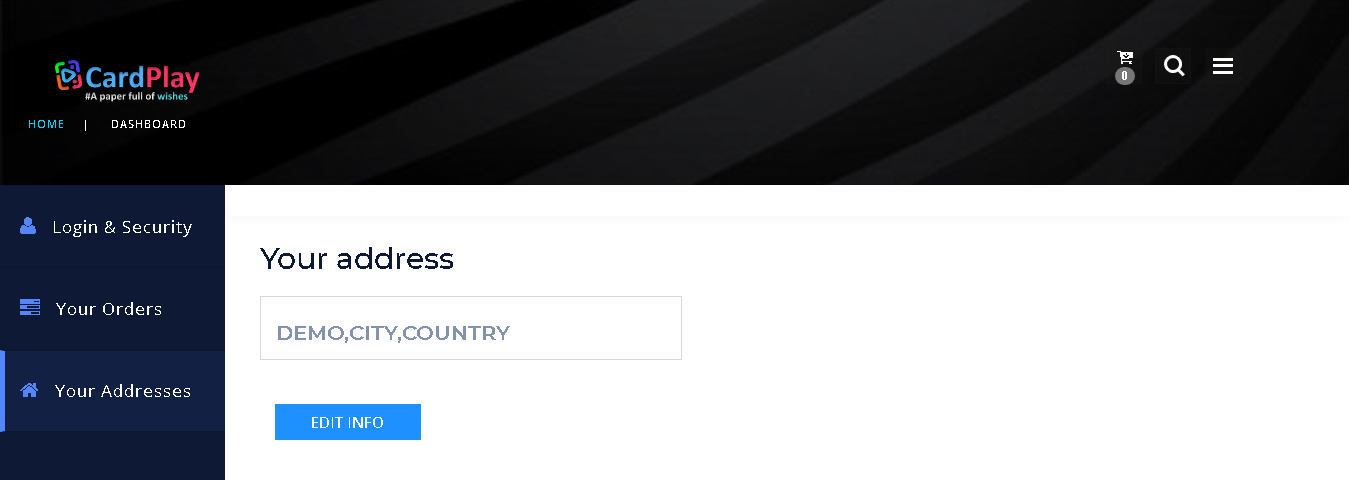 CardPlay
#A paper full of wishes
0
HOME | DASHBOARD
Login & Security
Your Orders
Your Addresses
Your address
DEMO,CITY,COUNTRY
EDIT INFO